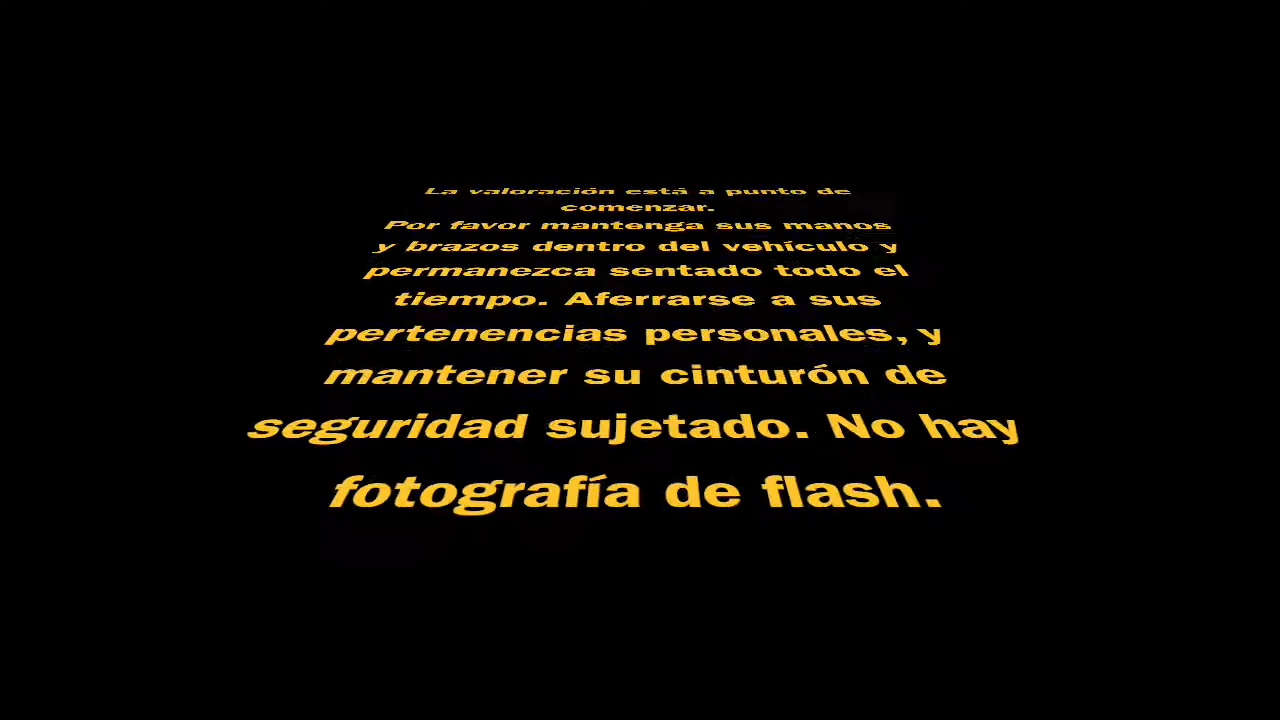 La valoración está a punto de
comenzar.
Por favor mantenga sus manos
y brazos dentro del vehículo y
permanezca sentado todo el
tiempo. Aferrarse a sus
pertenencias personales, y
mantener su cinturón de
seguridad sujetado. No hay
fotografía de flash.